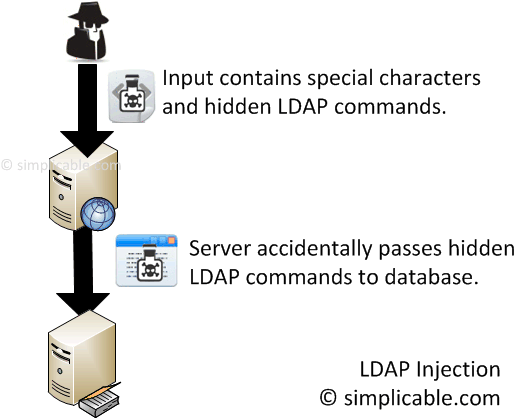 Input contains special characters
and hidden LDAP commands.
© simplicable.com
Server accidentally passes hidden
LDAP commands to database.
LDAP Injection
© simplicable.com